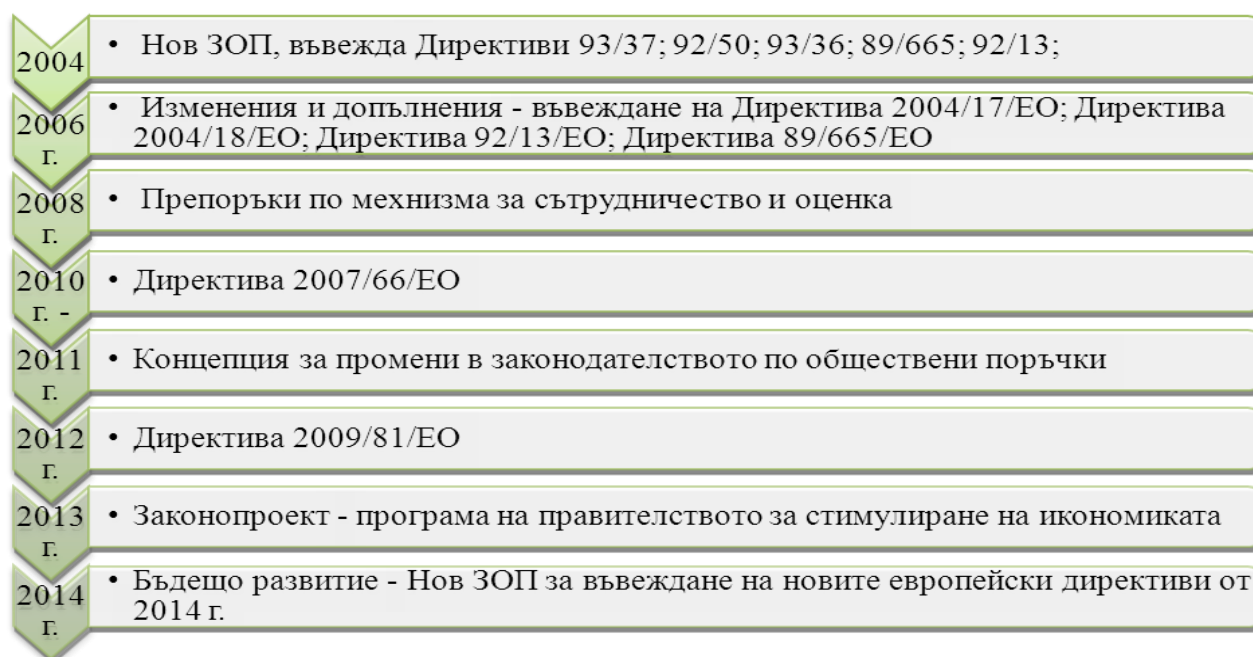 2004
• Нов ЗОП, въвежда Директиви 93/37; 92/50; 93/36; 89/665; 92/13;
2006
г.
• Изменения и допълнения - въвеждане на Директива 2004/17/ЕО; Директива
2004/18/ЕО; Директива 92/13/ЕО; Директива 89/665/ЕО
2008
г.
• Препоръки по мехнизма за сътрудничество и оценка
2010
г. -
• Директива 2007/66/ЕО
2011
г.
• Концепция за промени в законодателството по обществени поръчки
2012
г.
• Директива 2009/81/ЕО
2013
г.
• Законопроект - програма на правителството за стимулиране на икономиката
2014
г.
• Бъдещо развитие - Нов ЗОП за въвеждане на новите европейски директиви от
2014 г.